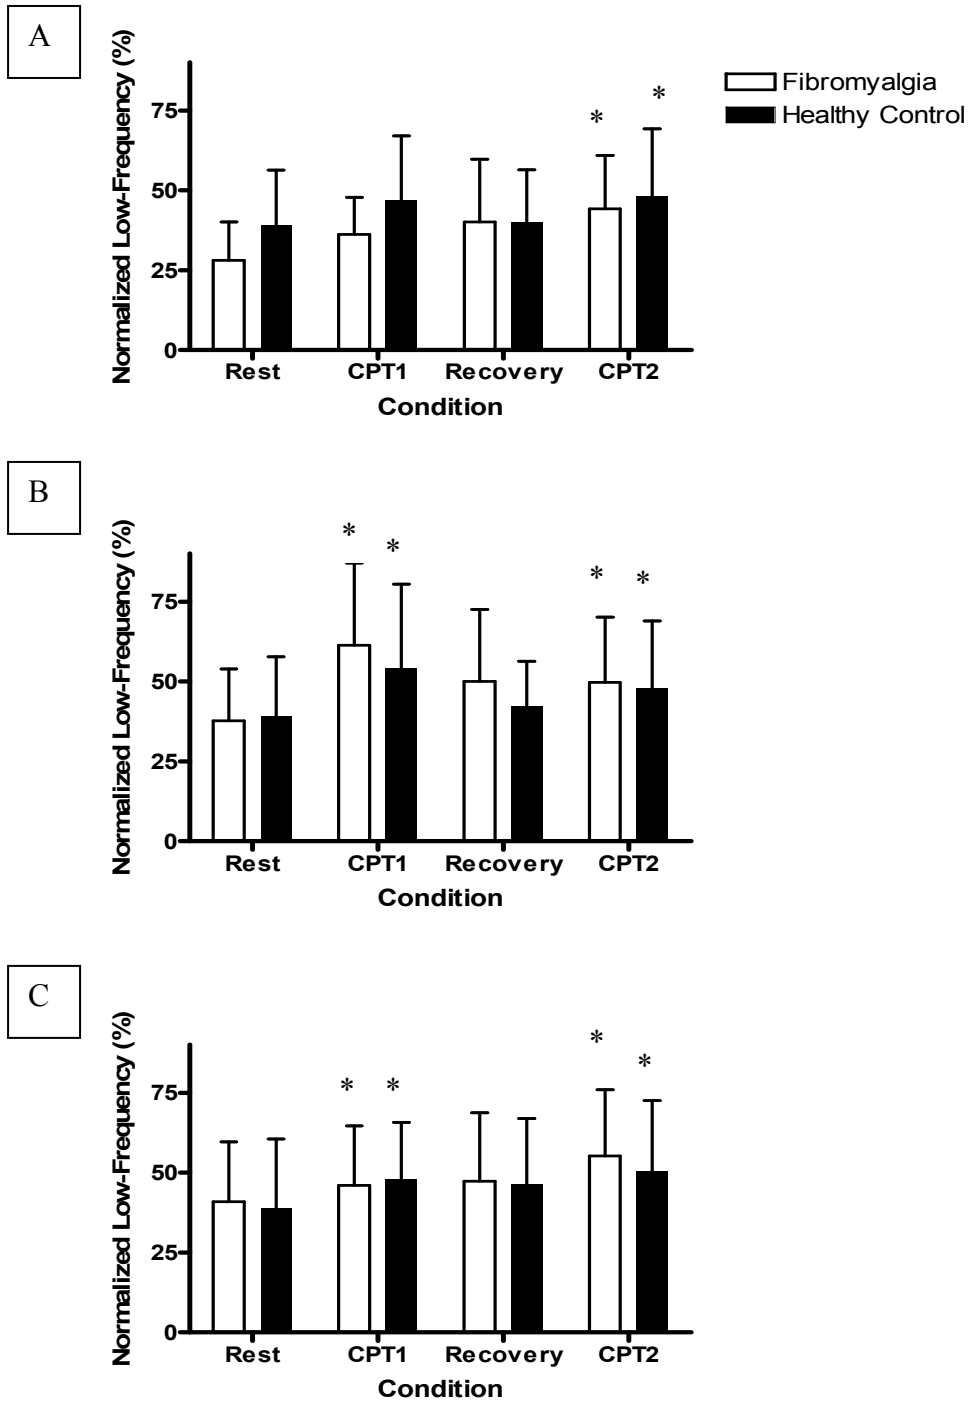 A
Normalized Low-Frequency (%)
75
50
25
0
* *
Rest CPT1 Recovery CPT2
Condition
Fibromyalgia
Healthy Control
B
Normalized Low-Frequency (%)
75
50
25
0
* * * *
Rest CPT1 Recovery CPT2
Condition
C
Normalized Low-Frequency (%)
75
50
25
0
* * * *
Rest CPT1 Recovery CPT2
Condition